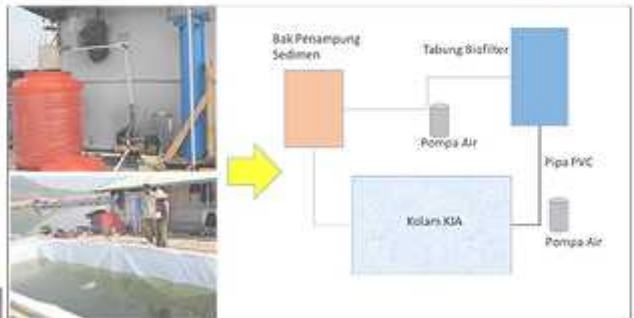 Bak Penampung
Sedimen
Tabung Biofilter
Pompa Air
Pipa PVC
Kolam KJA
Pompa Air